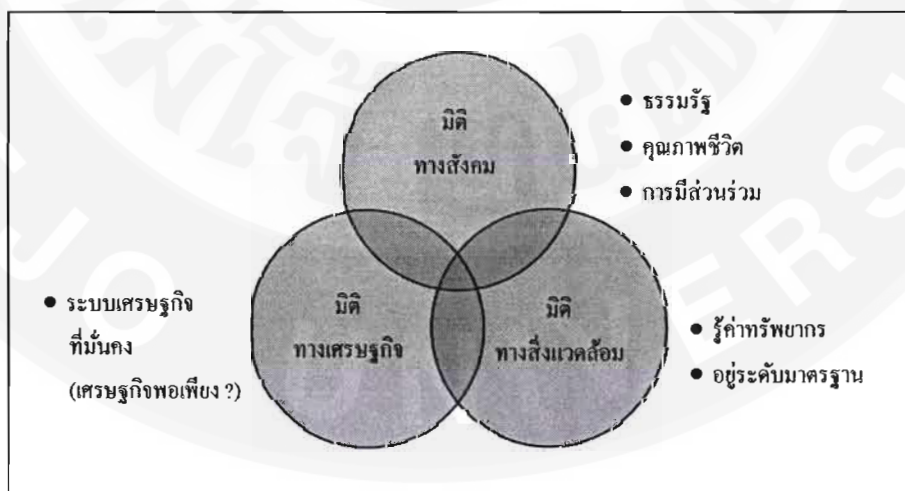 มิติ
ทางสังคม
● ธรรมรัฐ
● คุณภาพชีวิต
● การมีส่วนร่วม
● ระบบเศรษฐกิจ
ที่มั่นคง
(เศรษฐกิจพอเพียง ?)
มิติ
ทางเศรษฐกิจ
มิติ
ทางสิ่งแวดล้อม
● รู้ค่าทรัพยากร
● อยู่ระดับมาตรฐาน